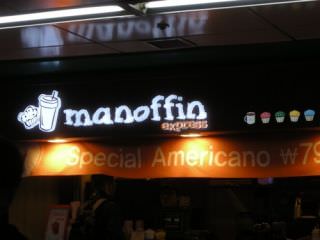 manoffin
express
Special Americano ₩79